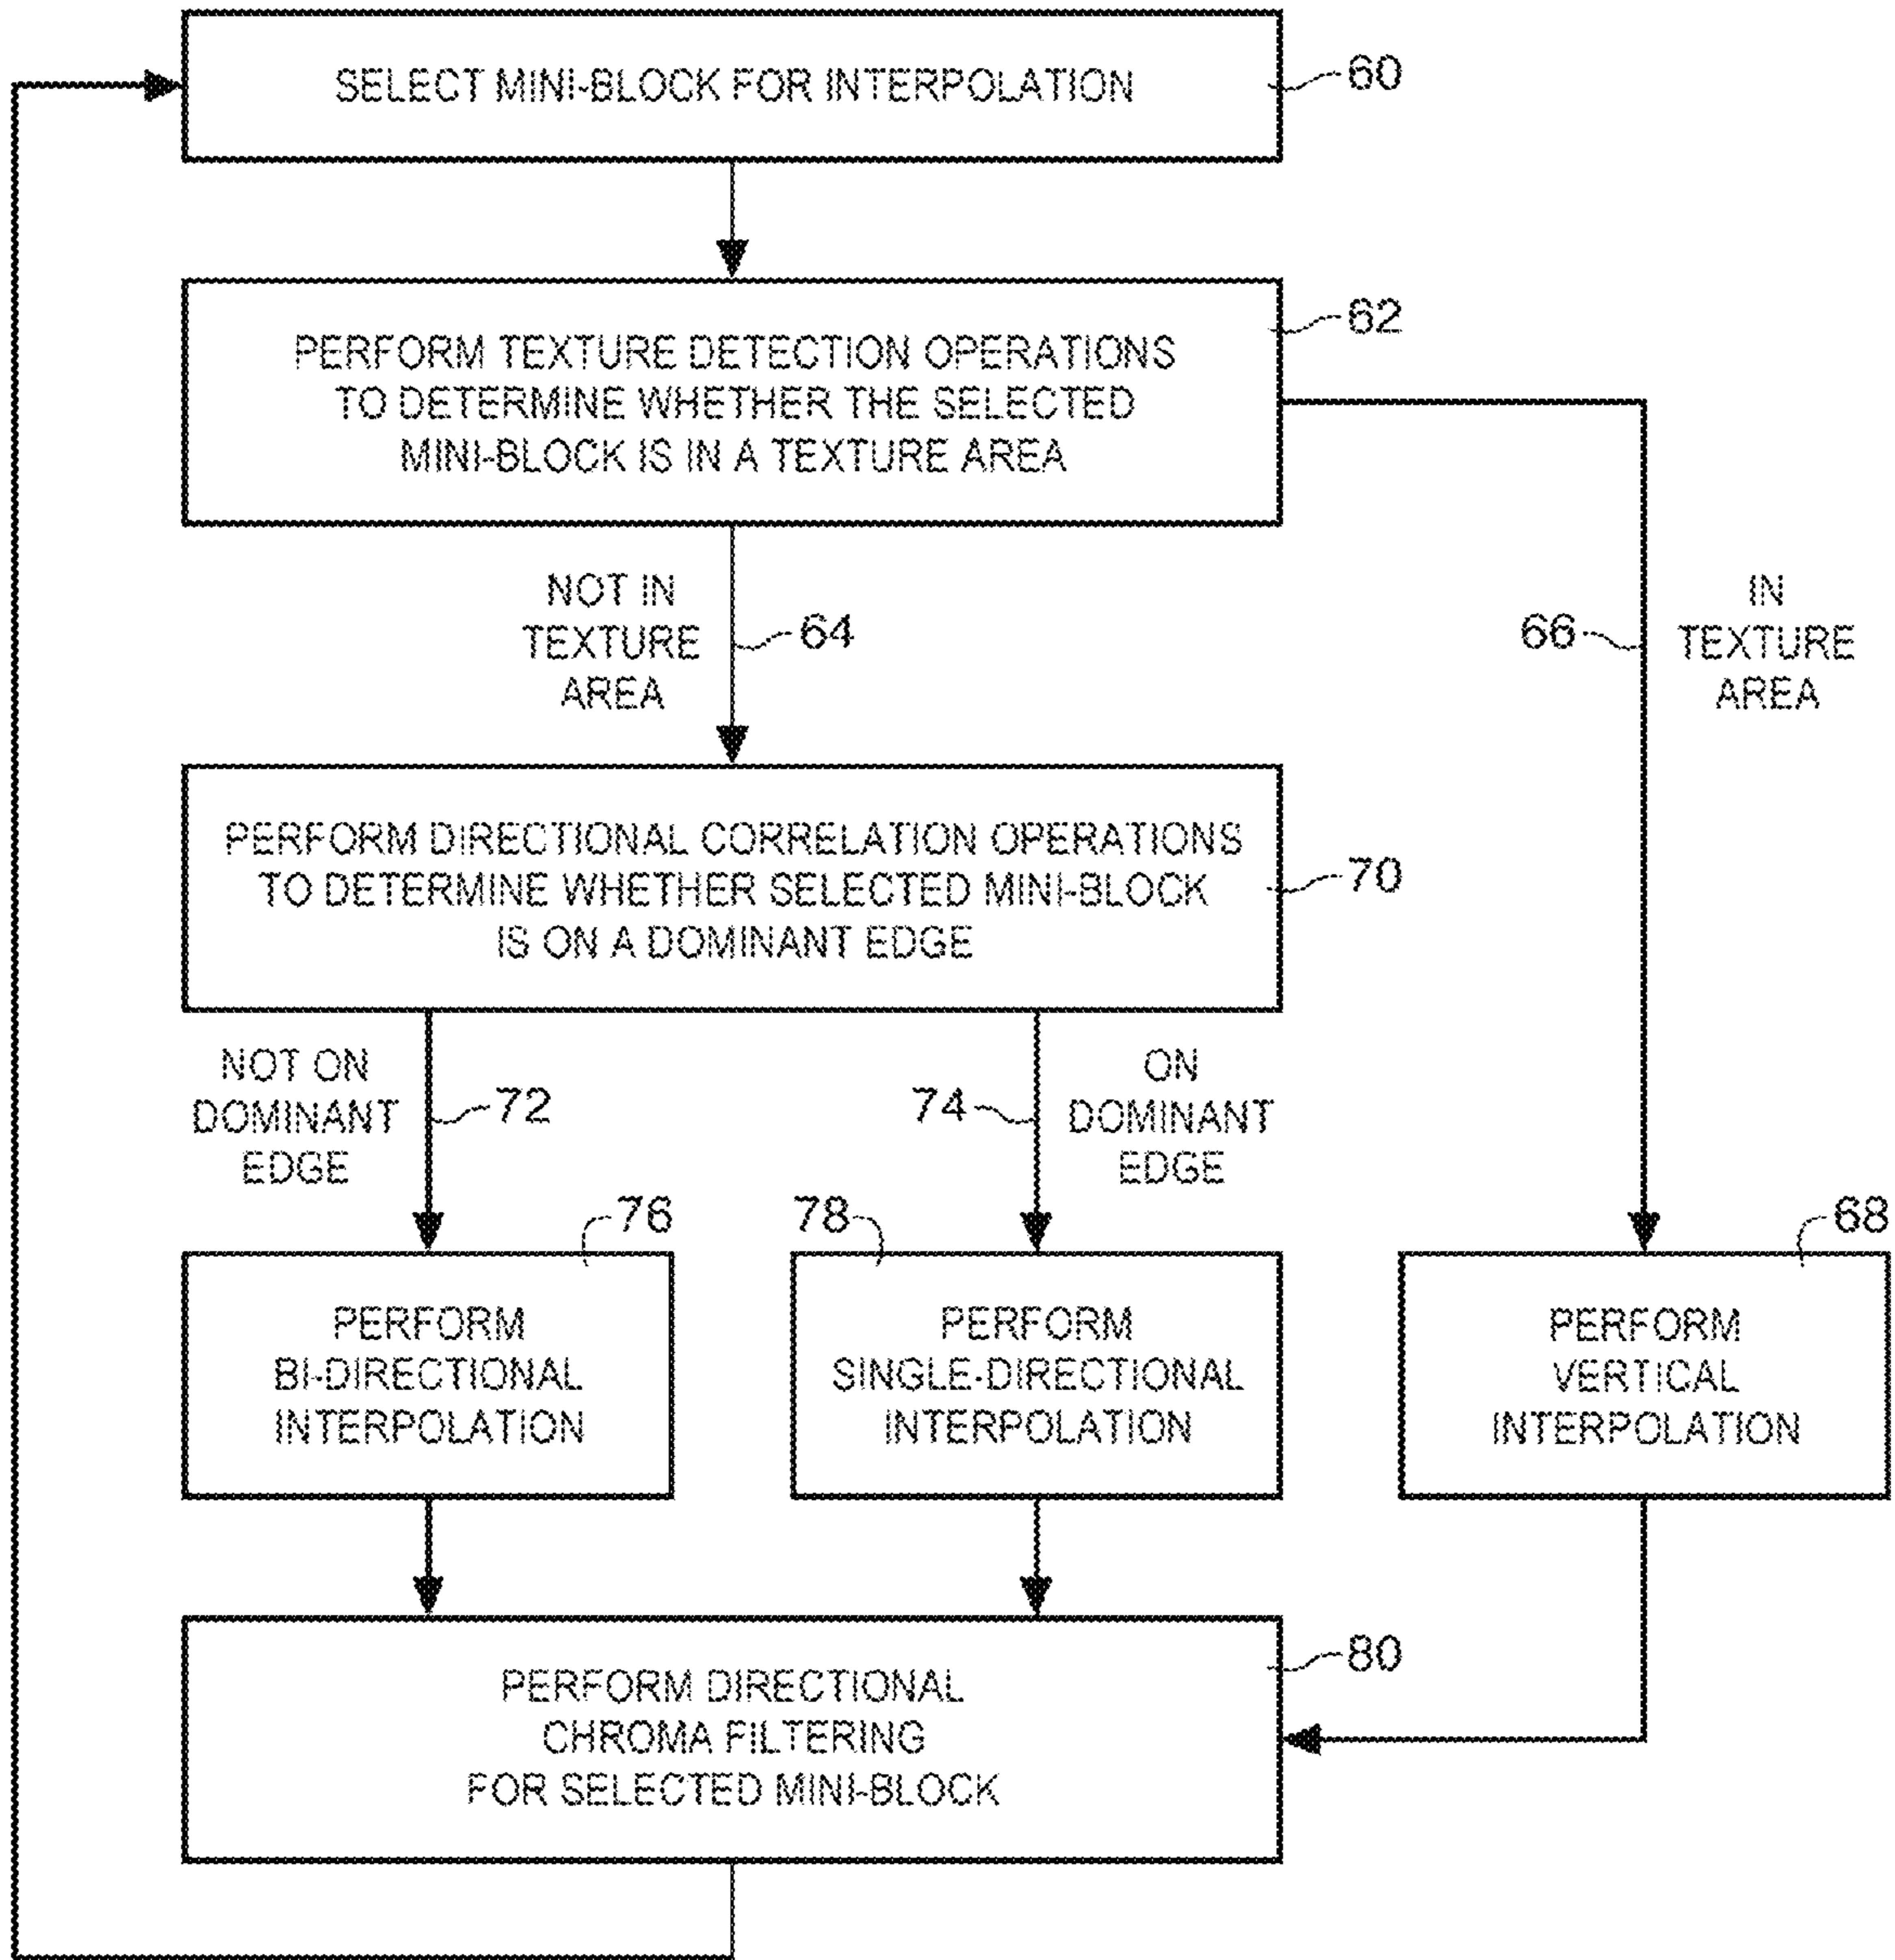 SELECT MINI-BLOCK FOR INTERPOLATION
60
PERFORM TEXTURE DETECTION OPERATIONS
TO DETERMINE WHETHER THE SELECTED
MINI-BLOCK IS IN A TEXTURE AREA
62
NOT IN
TEXTURE
AREA
64
66
IN
TEXTURE
AREA
PERFORM DIRECTIONAL CORRELATION OPERATIONS
TO DETERMINE WHETHER SELECTED MINI-BLOCK
IS ON A DOMINANT EDGE
70
NOT ON
DOMINANT
EDGE
72
74
ON
DOMINANT
EDGE
76
PERFORM
BI-DIRECTIONAL
INTERPOLATION
78
PERFORM
SINGLE-DIRECTIONAL
INTERPOLATION
68
PERFORM
VERTICAL
INTERPOLATION
PERFORM DIRECTIONAL
CHROMA FILTERING
FOR SELECTED MINI-BLOCK
80